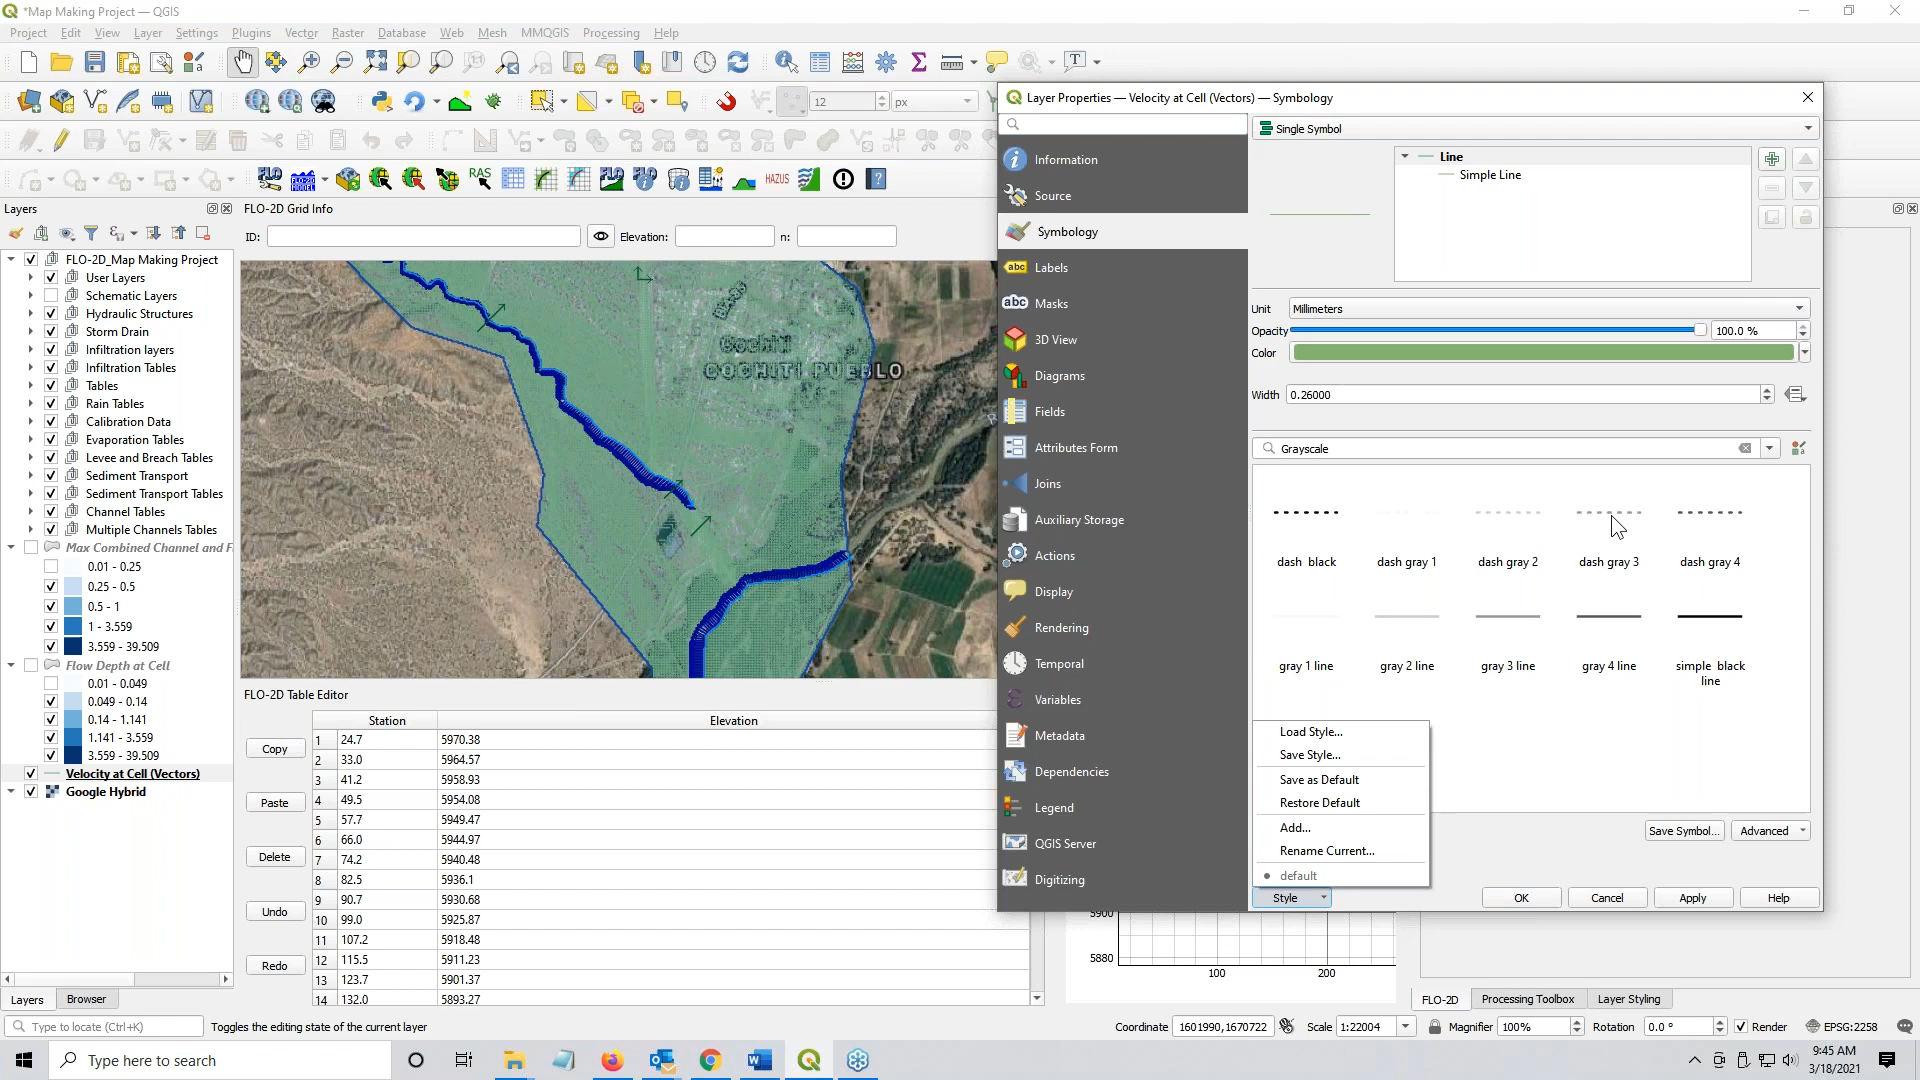 *Map Making Project — QGIS
Project Edit View Layer Settings Plugins Vector Raster Database Web Mesh MMQGIS Processing Help
12 px
RAS HAZUS
Layers
FLO-2D_Map Making Project
User Layers
Schematic Layers
Hydraulic Structures
Storm Drain
Infiltration layers
Infiltration Tables
Tables
Rain Tables
Calibration Data
Evaporation Tables
Levee and Breach Tables
Sediment Transport
Sediment Transport Tables
Channel Tables
Multiple Channels Tables
Max Combined Channel and F
0.01 - 0.25
0.25 - 0.5
0.5 - 1
1 - 3.559
3.559 - 39.509
Flow Depth at Cell
0.01 - 0.049
0.049 - 0.14
0.14 - 1.141
1.141 - 3.559
3.559 - 39.509
Velocity at Cell (Vectors)
Google Hybrid
Layers Browser
FLO-2D Grid Info
ID: Elevation: n:
Cochiti
COCHITI PUEBLO
FLO-2D Table Editor
Copy
Paste
Delete
Undo
Redo
Station Elevation
1 24.7 5970.38
2 33.0 5964.57
3 41.2 5958.93
4 49.5 5954.08
5 57.7 5949.47
6 66.0 5944.97
7 74.2 5940.48
8 82.5 5936.1
9 90.7 5930.68
10 99.0 5925.87
11 107.2 5918.48
12 115.5 5911.23
13 123.7 5901.37
14 132.0 5893.27
Layer Properties — Velocity at Cell (Vectors) — Symbology
Information
Source
Symbology
abc Labels
abc Masks
3D View
Diagrams
Fields
Attributes Form
Joins
Auxiliary Storage
Actions
Display
Rendering
Temporal
Variables
Metadata
Dependencies
Legend
QGIS Server
Digitizing
Single Symbol
Line
Simple Line
Unit Millimeters
Opacity 100.0 %
Color
Width 0.26000
Grayscale
dash black dash gray 1 dash gray 2 dash gray 3 dash gray 4
gray 1 line gray 2 line gray 3 line gray 4 line simple black line
Load Style...
Save Style...
Save as Default
Restore Default
Add...
Rename Current...
default
Save Symbol... Advanced
Style OK Cancel Apply Help
5900
5880
100 200
FLO-2D Processing Toolbox Layer Styling
Type to locate (Ctrl+K) Toggles the editing state of the current layer Coordinate 1601990,1670722 Scale 1:22004 Magnifier 100% Rotation 0.0 ° Render EPSG:2258
Type here to search
9:45 AM
3/18/2021